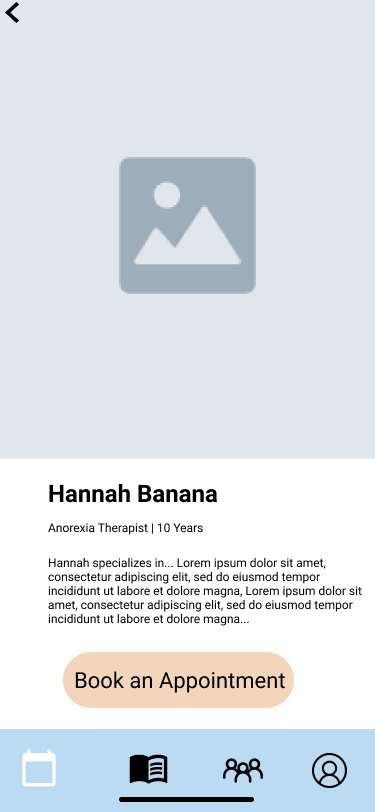 Hannah Banana
Anorexia Therapist | 10 Years
Hannah specializes in... Lorem ipsum dolor sit amet,
consectetur adipiscing elit, sed do eiusmod tempor
incididunt ut labore et dolore magna, Lorem ipsum dolor sit
amet, consectetur adipiscing elit, sed do eiusmod tempor
incididunt ut labore et dolore magna...
Book an Appointment